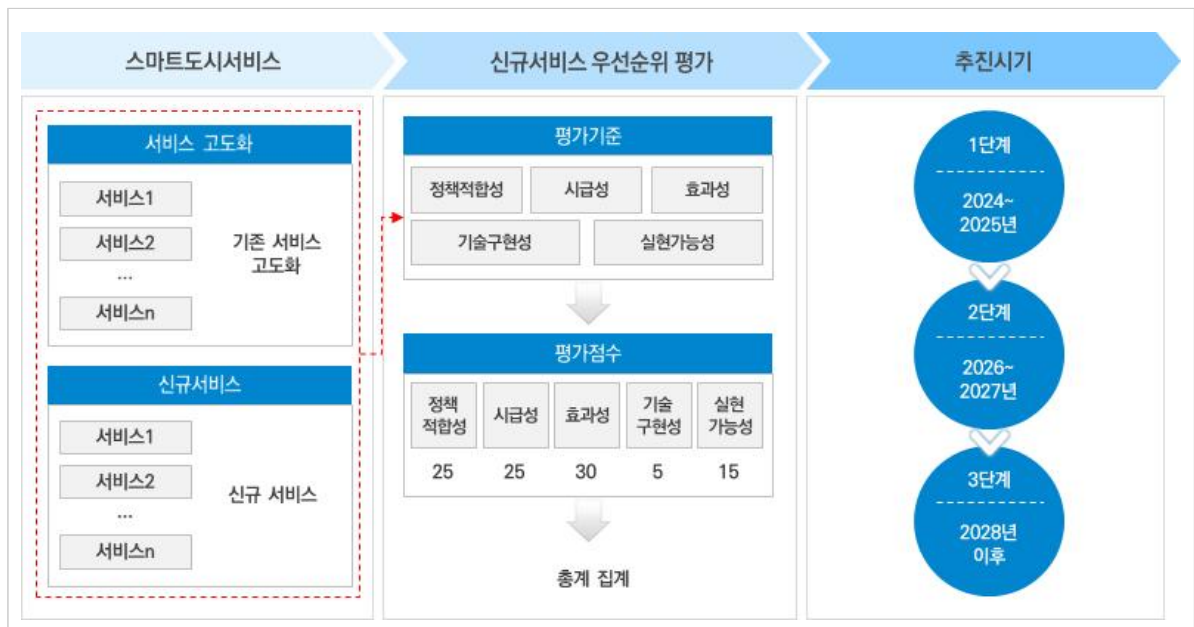 스마트도시서비스
서비스 고도화
서비스1
서비스2
...
서비스n
기존 서비스
고도화
신규서비스
서비스1
서비스2
...
서비스n
신규 서비스
신규서비스 우선순위 평가
평가기준
정책적합성 시급성 효과성
기술구현성 실현가능성
평가점수
정책
적합성
시급성
효과성
기술
구현성
실현
가능성
25 25 30 5 15
총계 집계
추진시기
1단계
2024~
2025년
2단계
2026~
2027년
3단계
2028년
이후